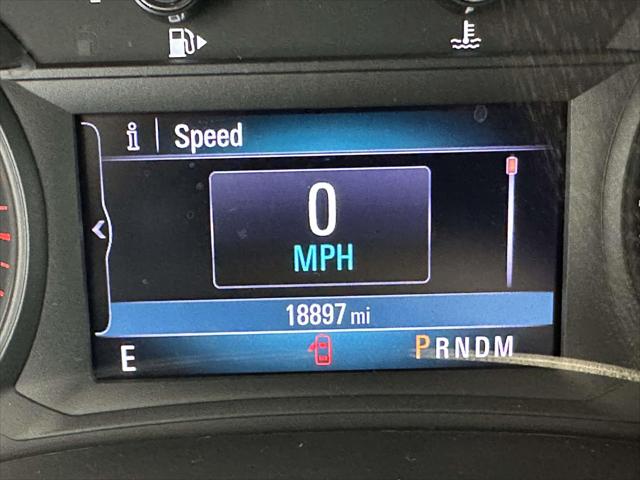 i Speed
0
MPH
18897 mi
E PRNDM